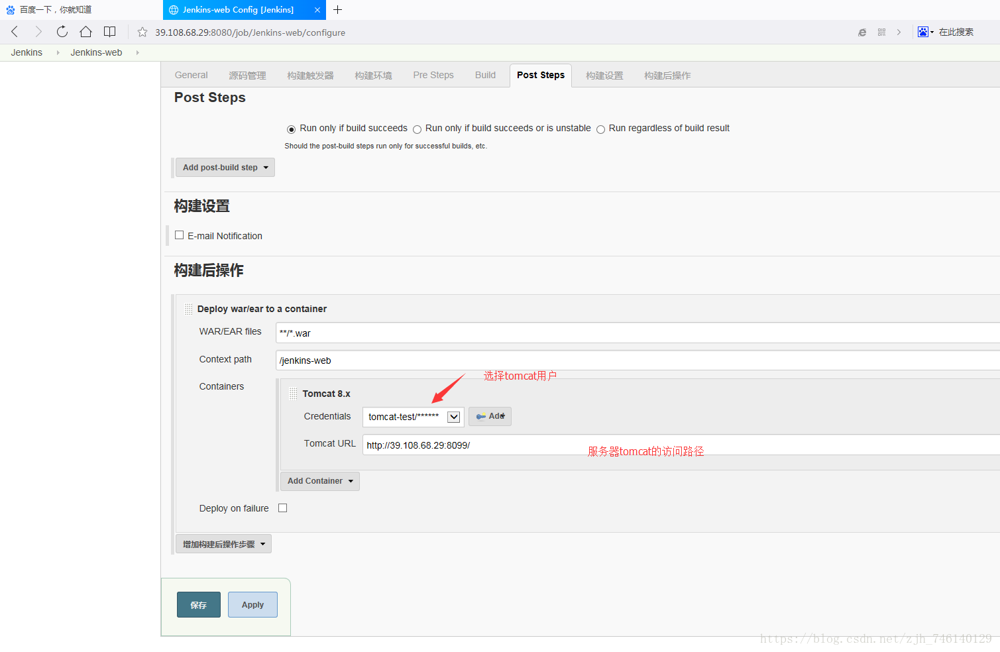 百度一下，你就知道
Jenkins-web Config [Jenkins]
39.108.68.29:8080/job/Jenkins-web/configure
在此搜索
Jenkins Jenkins-web
General 源码管理 构建触发器 构建环境 Pre Steps Build Post Steps 构建设置 构建后操作
Post Steps
Run only if build succeeds Run only if build succeeds or is unstable Run regardless of build result
Should the post-build steps run only for successful builds, etc.
Add post-build step
构建设置
E-mail Notification
构建后操作
Deploy war/ear to a container
WAR/EAR files **/*.war
Context path /jenkins-web
选择tomcat用户
Containers
Tomcat 8.x
Credentials tomcat-test/****** Add
Tomcat URL http://39.108.68.29:8099/
服务器tomcat的访问路径
Add Container
Deploy on failure
增加构建后操作步骤
保存 Apply
https://blog.csdn.net/zjh_746140129